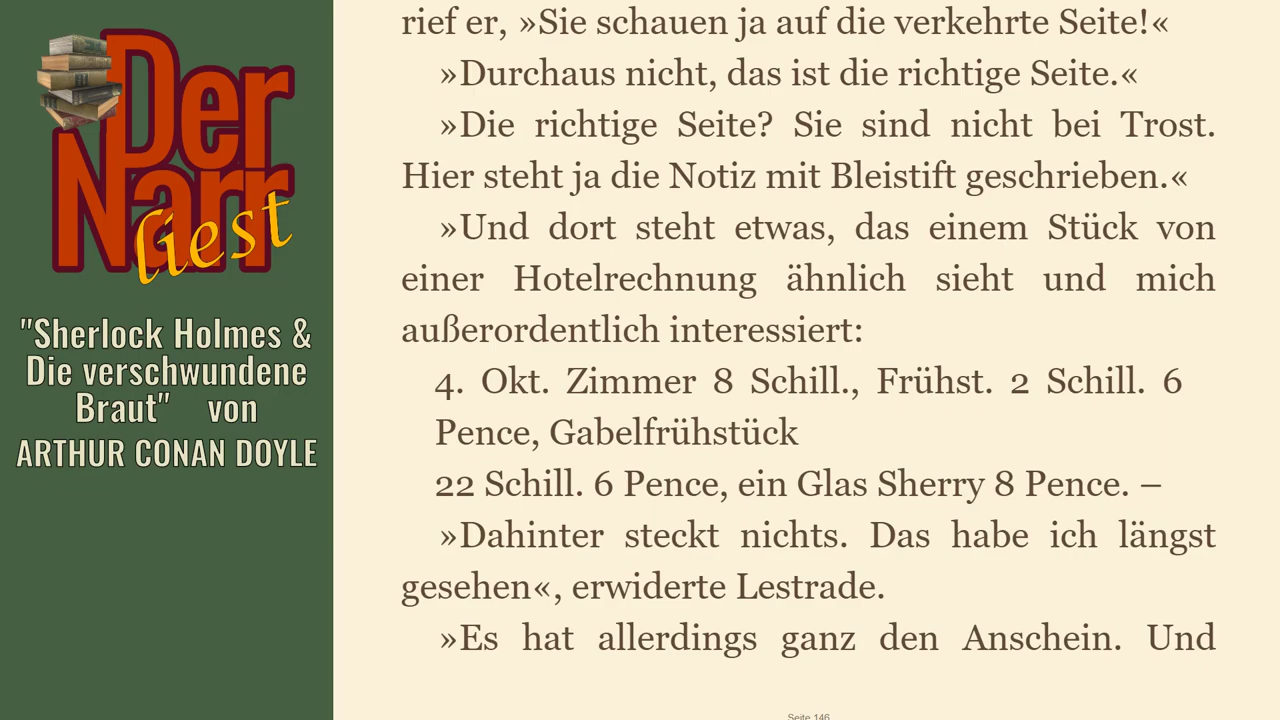 Der
Narr
liest
"Sherlock Holmes &
Die verschwundene
Braut" von
ARTHUR CONAN DOYLE
rief er, »Sie schauen ja auf die verkehrte Seite!«
»Durchaus nicht, das ist die richtige Seite.«
»Die richtige Seite? Sie sind nicht bei Trost.
Hier steht ja die Notiz mit Bleistift geschrieben.«
»Und dort steht etwas, das einem Stück von
einer Hotelrechnung ähnlich sieht und mich
außerordentlich interessiert:
4. Okt. Zimmer 8 Schill., Frühst. 2 Schill. 6
Pence, Gabelfrühstück
22 Schill. 6 Pence, ein Glas Sherry 8 Pence. –
»Dahinter steckt nichts. Das habe ich längst
gesehen«, erwiderte Lestrade.
»Es hat allerdings ganz den Anschein. Und
Seite 146